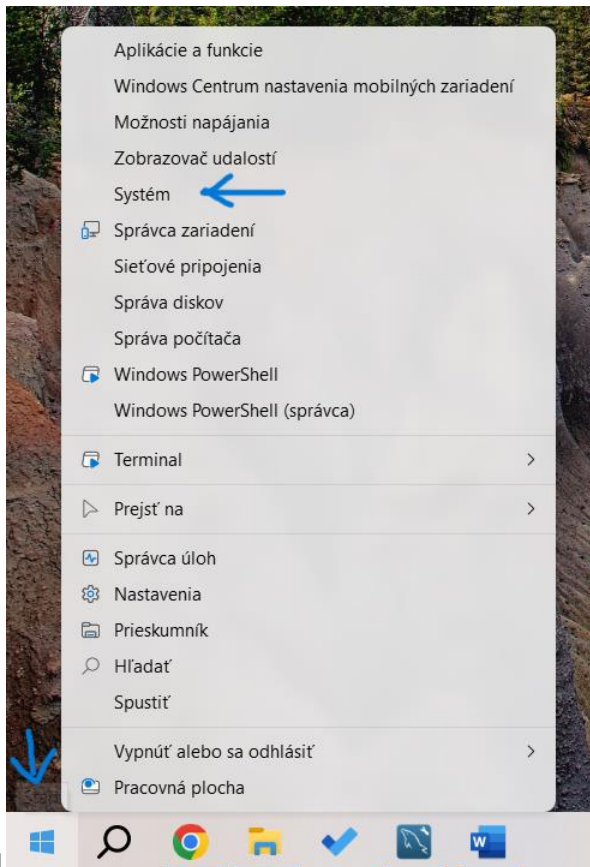 Aplikácie a funkcie
Windows Centrum nastavenia mobilných zariadení
Možnosti napájania
Zobrazovač udalostí
Systém
Správca zariadení
Sieťové pripojenia
Správa diskov
Správa počítača
Windows PowerShell
Windows PowerShell (správca)
Terminal
Prejsť na
Správca úloh
Nastavenia
Prieskumník
Hľadať
Spustiť
Vypnúť alebo sa odhlásiť
Pracovná plocha
W